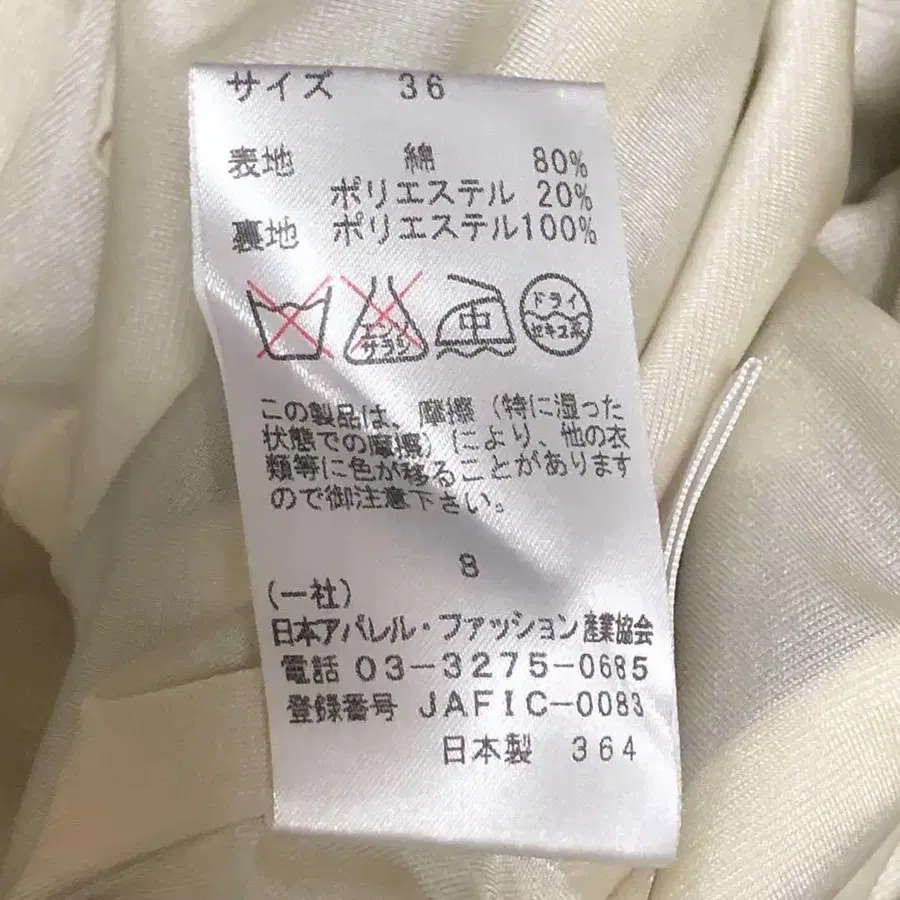 サイズ 36
表地 綿 80%
ポリエステル 20%
裏地 ポリエステル100%
エンソ
サラシ
中
ドライ
セキユ系
この製品は、摩擦(特に湿った
状態での摩擦)により、他の衣
類等に色が移ることがあります
ので御注意下さい。
8
(一社)
日本アパレル・ファッション産業協会
電話 03-3275-0685
登録番号 JAFIC-0083
日本製 364